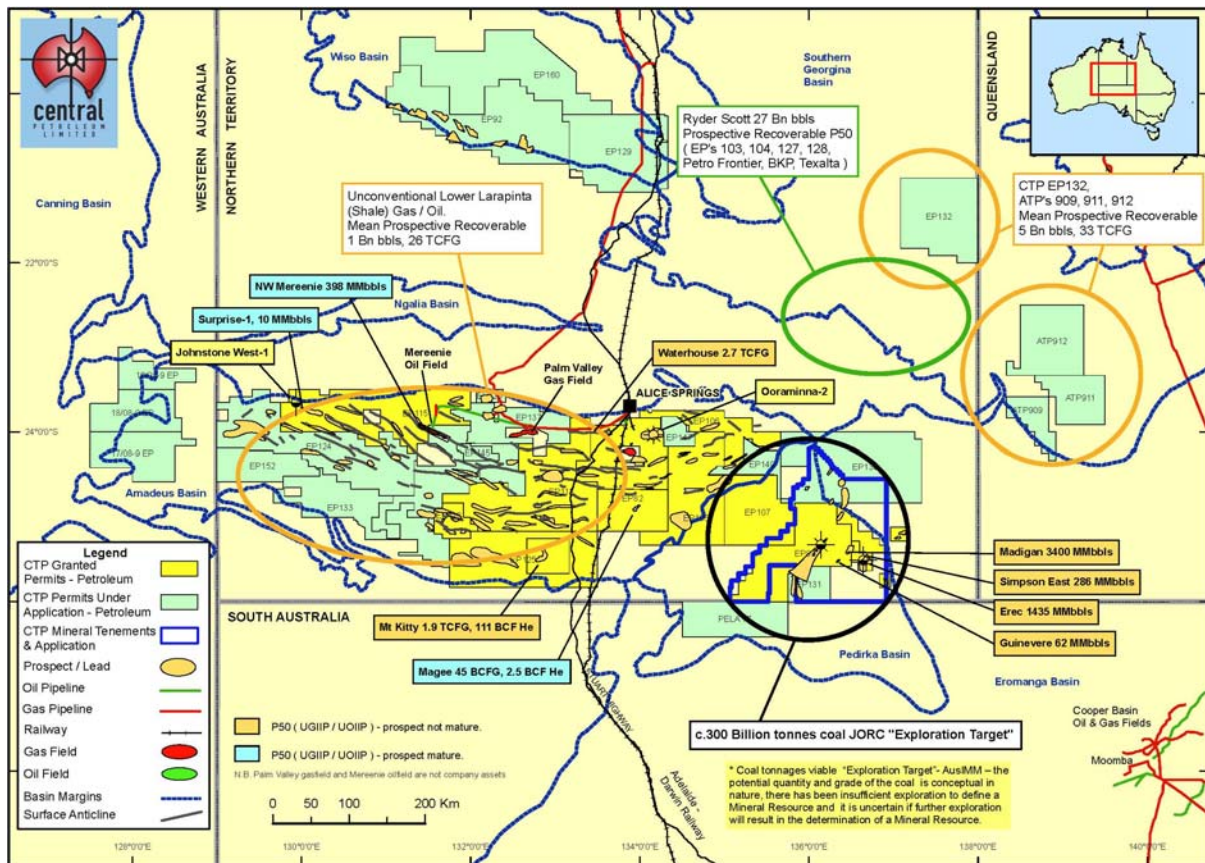 central
PETROLEUM
LIMITED
WESTERN AUSTRALIA
NORTHERN TERRITORY
QUEENSLAND
Wiso Basin
EP160
EP92
EP129
Southern
Georgina
Basin
Ryder Scott 27 Bn bbls
Prospective Recoverable P50
( EP's 103, 104, 127, 128,
Petro Frontier, BKP, Texalta )
Unconventional Lower Larapinta
(Shale) Gas / Oil.
Mean Prospective Recoverable
1 Bn bbls, 26 TCFG
CTP EP132,
ATP's 909, 911, 912
Mean Prospective Recoverable
5 Bn bbls, 33 TCFG
EP132
Canning Basin
22°0'0"S
NW Mereenie 398 MMbbls
Ngalia Basin
Surprise-1, 10 MMbbls
Johnstone West-1
Mereenie
Oil Field
Palm Valley
Gas Field
Waterhouse 2.7 TCFG
ALICE SPRINGS
Ooraminna-2
ATP912
ATP911
ATP909
24°0'0"S
17/08-9 EP
EP115
EP124
EP152
EP145
EP133
EP82
EP107
EP131
Amadeus Basin
Madigan 3400 MMbbls
Simpson East 286 MMbbls
Erec 1435 MMbbls
Guinevere 62 MMbbls
SOUTH AUSTRALIA
PELA
Mt Kitty 1.9 TCFG, 111 BCF He
Magee 45 BCFG, 2.5 BCF He
Pedirka Basin
Eromanga Basin
STUART HIGHWAY
Adelaide -
Darwin Railway
c.300 Billion tonnes coal JORC "Exploration Target"
Cooper Basin
Oil & Gas Fields
Moomba
Legend
CTP Granted
Permits - Petroleum
CTP Permits Under
Application - Petroleum
CTP Mineral Tenements
& Application
Prospect / Lead
Oil Pipeline
Gas Pipeline
Railway
Gas Field
Oil Field
Basin Margins
Surface Anticline
P50 ( UGIIP / UOIIP ) - prospect not mature.
P50 ( UGIIP / UOIIP ) - prospect mature.
N.B. Palm Valley gasfield and Mereenie oilfield are not company assets
0 50 100 200 Km
* Coal tonnages viable "Exploration Target"- AusIMM – the
potential quantity and grade of the coal is conceptual in
nature, there has been insufficient exploration to define a
Mineral Resource and it is uncertain if further exploration
will result in the determination of a Mineral Resource.
128°0'0"E
130°0'0"E
132°0'0"E
134°0'0"E
136°0'0"E
138°0'0"E
140°0'0"E